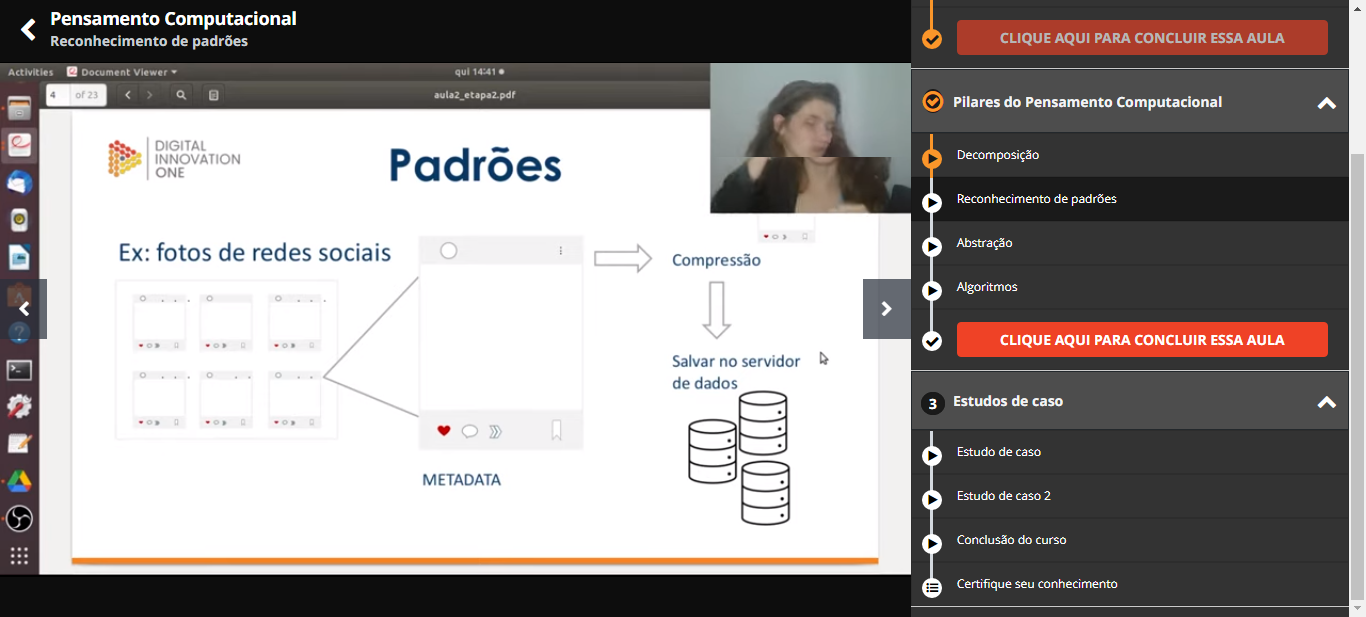 Pensamento Computacional
Reconhecimento de padrões
Activities
Document Viewer
qui 14:41
4
of 23
aula2_etapa2.pdf
DIGITAL
INNOVATION
ONE
Padrões
Ex: fotos de redes sociais
METADATA
Compressão
Salvar no servidor
de dados
CLIQUE AQUI PARA CONCLUIR ESSA AULA
Pilares do Pensamento Computacional
Decomposição
Reconhecimento de padrões
Abstração
Algoritmos
CLIQUE AQUI PARA CONCLUIR ESSA AULA
3
Estudos de caso
Estudo de caso
Estudo de caso 2
Conclusão do curso
Certifique seu conhecimento